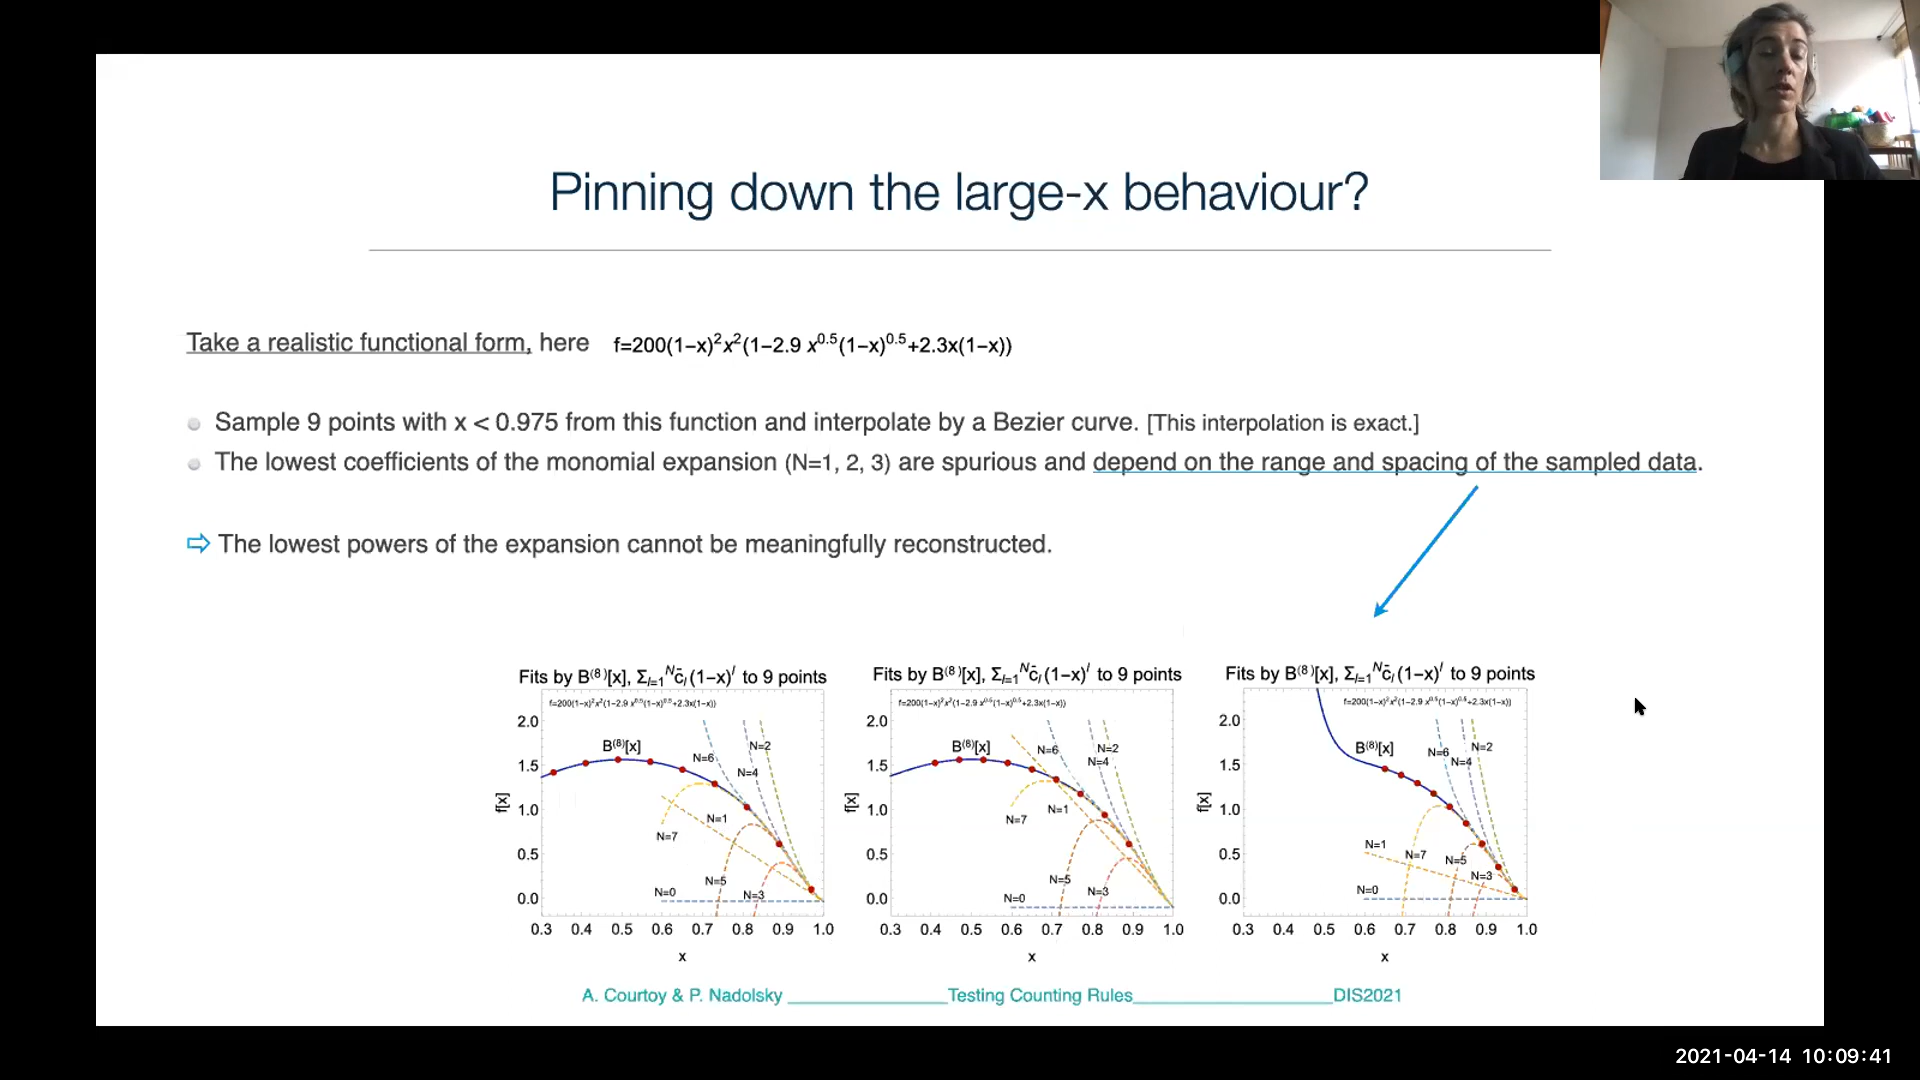 Pinning down the large-x behaviour?
Take a realistic functional form, here f=200(1−x)²x²(1−2.9 x^0.5(1−x)^0.5+2.3x(1−x))
Sample 9 points with x < 0.975 from this function and interpolate by a Bezier curve. [This interpolation is exact.]
The lowest coefficients of the monomial expansion (N=1, 2, 3) are spurious and depend on the range and spacing of the sampled data.
⇨ The lowest powers of the expansion cannot be meaningfully reconstructed.
Fits by B^(8)[x], Σ_l=1^N c̄_l (1−x)^l to 9 points
f=200(1−x)²x²(1−2.9 x^0.5(1−x)^0.5+2.3x(1−x))
2.0
B^(8)[x]
N=2
N=6
1.5
N=4
1.0
N=1
N=7
0.5
N=5
N=0
N=3
0.0
f[x]
0.3 0.4 0.5 0.6 0.7 0.8 0.9 1.0
x
Fits by B^(8)[x], Σ_l=1^N c̄_l (1−x)^l to 9 points
f=200(1−x)²x²(1−2.9 x^0.5(1−x)^0.5+2.3x(1−x))
2.0
B^(8)[x]
N=6
N=2
N=4
1.5
1.0
N=1
N=7
0.5
N=5
N=3
N=0
0.0
f[x]
0.3 0.4 0.5 0.6 0.7 0.8 0.9 1.0
x
Fits by B^(8)[x], Σ_l=1^N c̄_l (1−x)^l to 9 points
f=200(1−x)²x²(1−2.9 x^0.5(1−x)^0.5+2.3x(1−x))
2.0
B^(8)[x]
N=2
N=6
N=4
1.5
1.0
N=1
N=7
N=5
0.5
N=3
N=0
0.0
f[x]
0.3 0.4 0.5 0.6 0.7 0.8 0.9 1.0
x
A. Courtoy & P. Nadolsky ____________________Testing Counting Rules_________________________DIS2021
2021-04-14 10:09:41